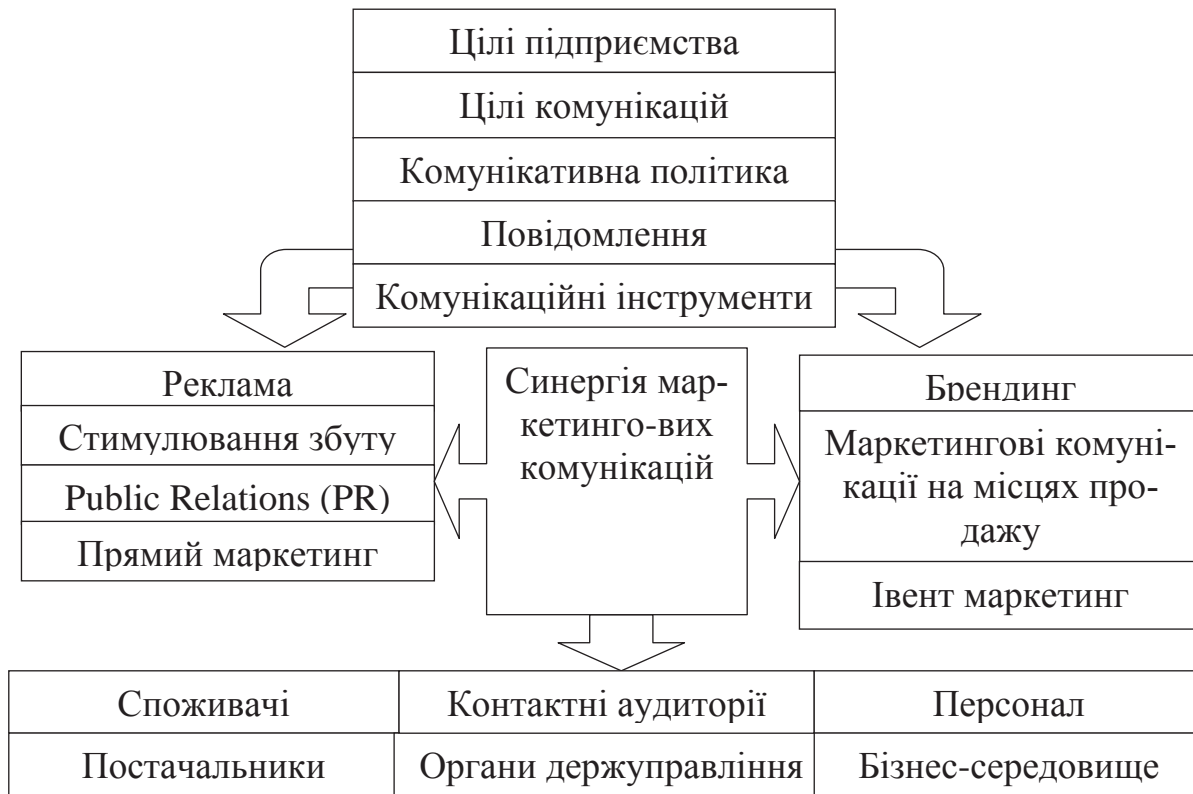 Цілі підприємства
Цілі комунікацій
Комунікативна політика
Повідомлення
Комунікаційні інструменти
Реклама
Стимулювання збуту
Public Relations (PR)
Прямий маркетинг
Синергія мар-
кетинго-вих
комунікацій
Брендинг
Маркетингові комуні-
кації на місцях про-
дажу
Івент маркетинг
Споживачі
Контактні аудиторії
Персонал
Постачальники
Органи держуправління
Бізнес-середовище